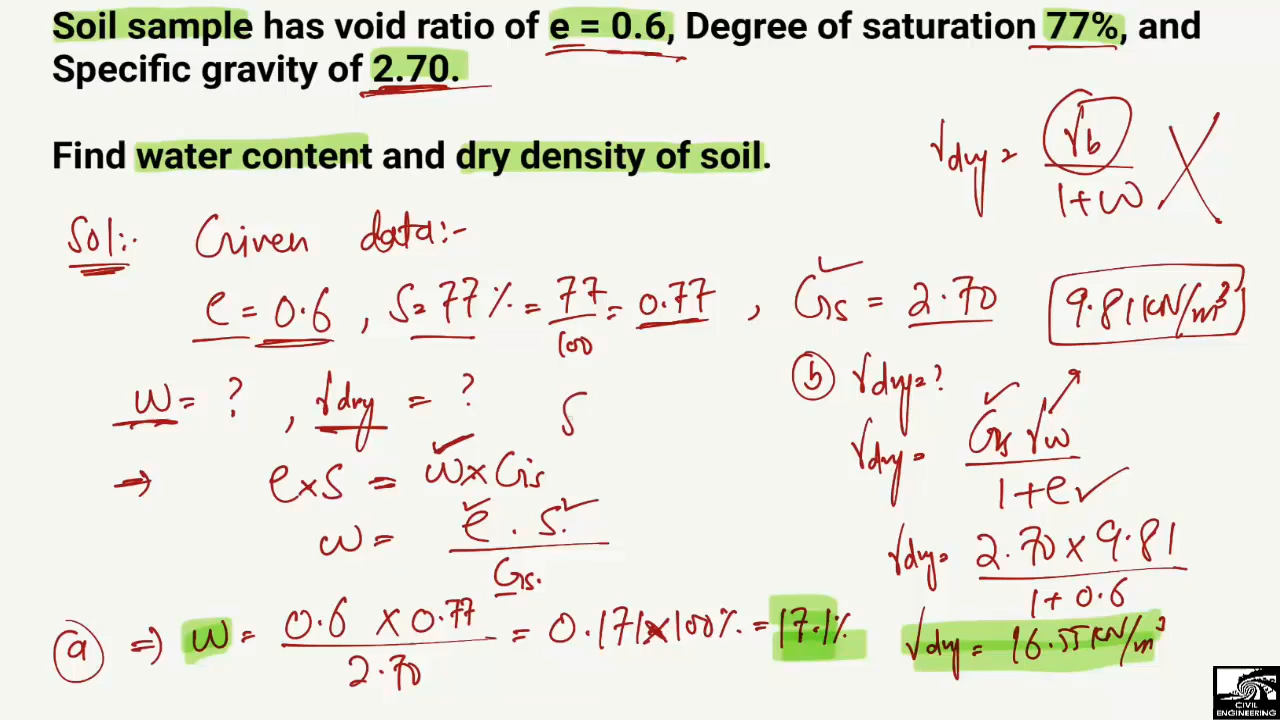 Soil sample has void ratio of e = 0.6, Degree of saturation 77%, and
Specific gravity of 2.70.
Find water content and dry density of soil.
γdry = γb / 1+ω
Sol:- Given data:-
e = 0.6 , S = 77% = 77/100 = 0.77 , Gs = 2.70
9.81 KN/m³
ω = ? , γdry = ?
S
→ e×S = ω×Gs
ω = e . S. / Gs.
ⓐ ⇒ ω = 0.6 × 0.77 / 2.70 = 0.171×100% = 17.1%
ⓑ γdry = ?
γdry = Gs γω / 1+e
γdry = 2.70 × 9.81 / 1+0.6
γdry = 16.55 KN/m³
CIVIL
ENGINEERING